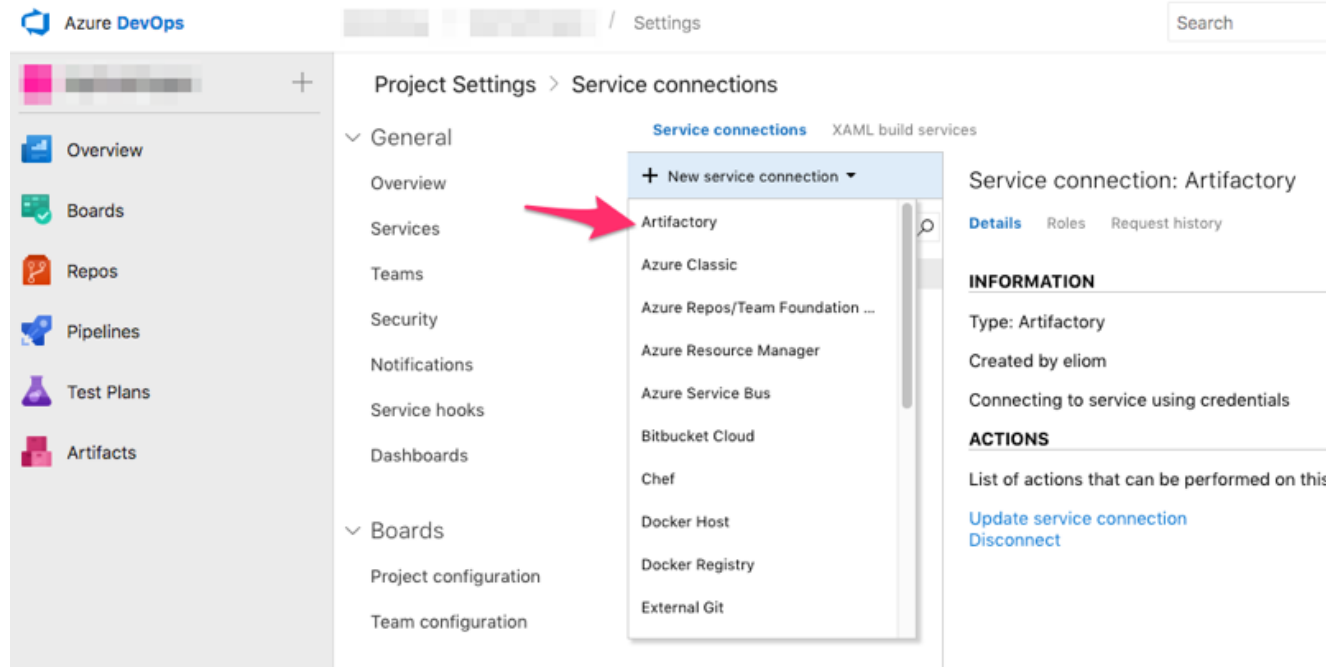 Azure DevOps
/ Settings
Search
Overview
Boards
Repos
Pipelines
Test Plans
Artifacts
Project Settings > Service connections
General
Overview
Services
Teams
Security
Notifications
Service hooks
Dashboards
Boards
Project configuration
Team configuration
Service connections XAML build services
+ New service connection
Artifactory
Azure Classic
Azure Repos/Team Foundation ...
Azure Resource Manager
Azure Service Bus
Bitbucket Cloud
Chef
Docker Host
Docker Registry
External Git
Service connection: Artifactory
Details Roles Request history
INFORMATION
Type: Artifactory
Created by eliom
Connecting to service using credentials
ACTIONS
List of actions that can be performed on this
Update service connection
Disconnect